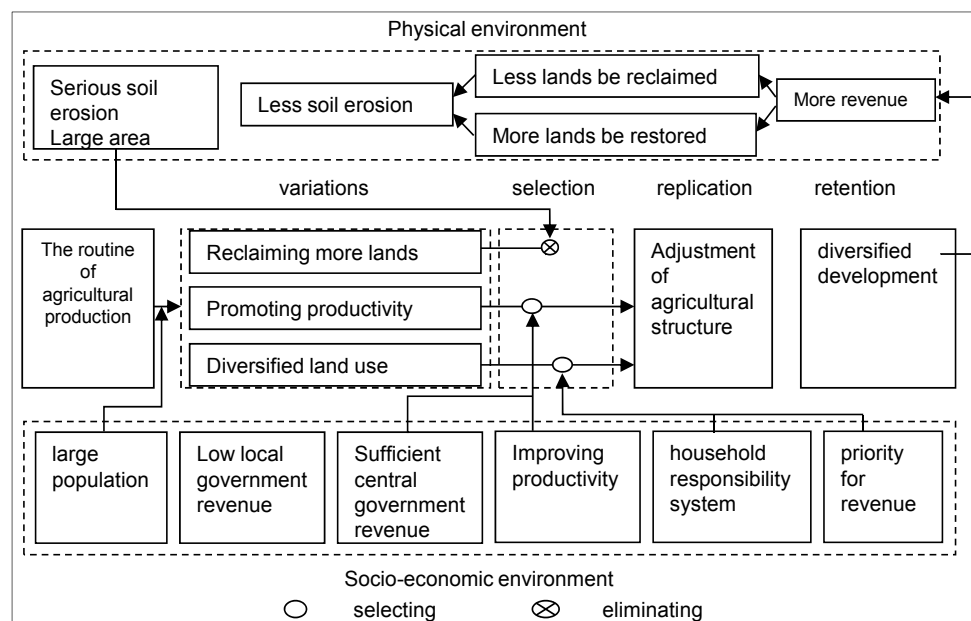 Physical environment
Serious soil
erosion
Large area
Less soil erosion
Less lands be reclaimed
More lands be restored
More revenue
variations
selection
replication
retention
The routine
of
agricultural
production
Reclaiming more lands
Promoting productivity
Diversified land use
Adjustment
of
agricultural
structure
diversified
development
large
population
Low local
government
revenue
Sufficient
central
government
revenue
Improving
productivity
household
responsibility
system
priority
for
revenue
Socio-economic environment
selecting
eliminating